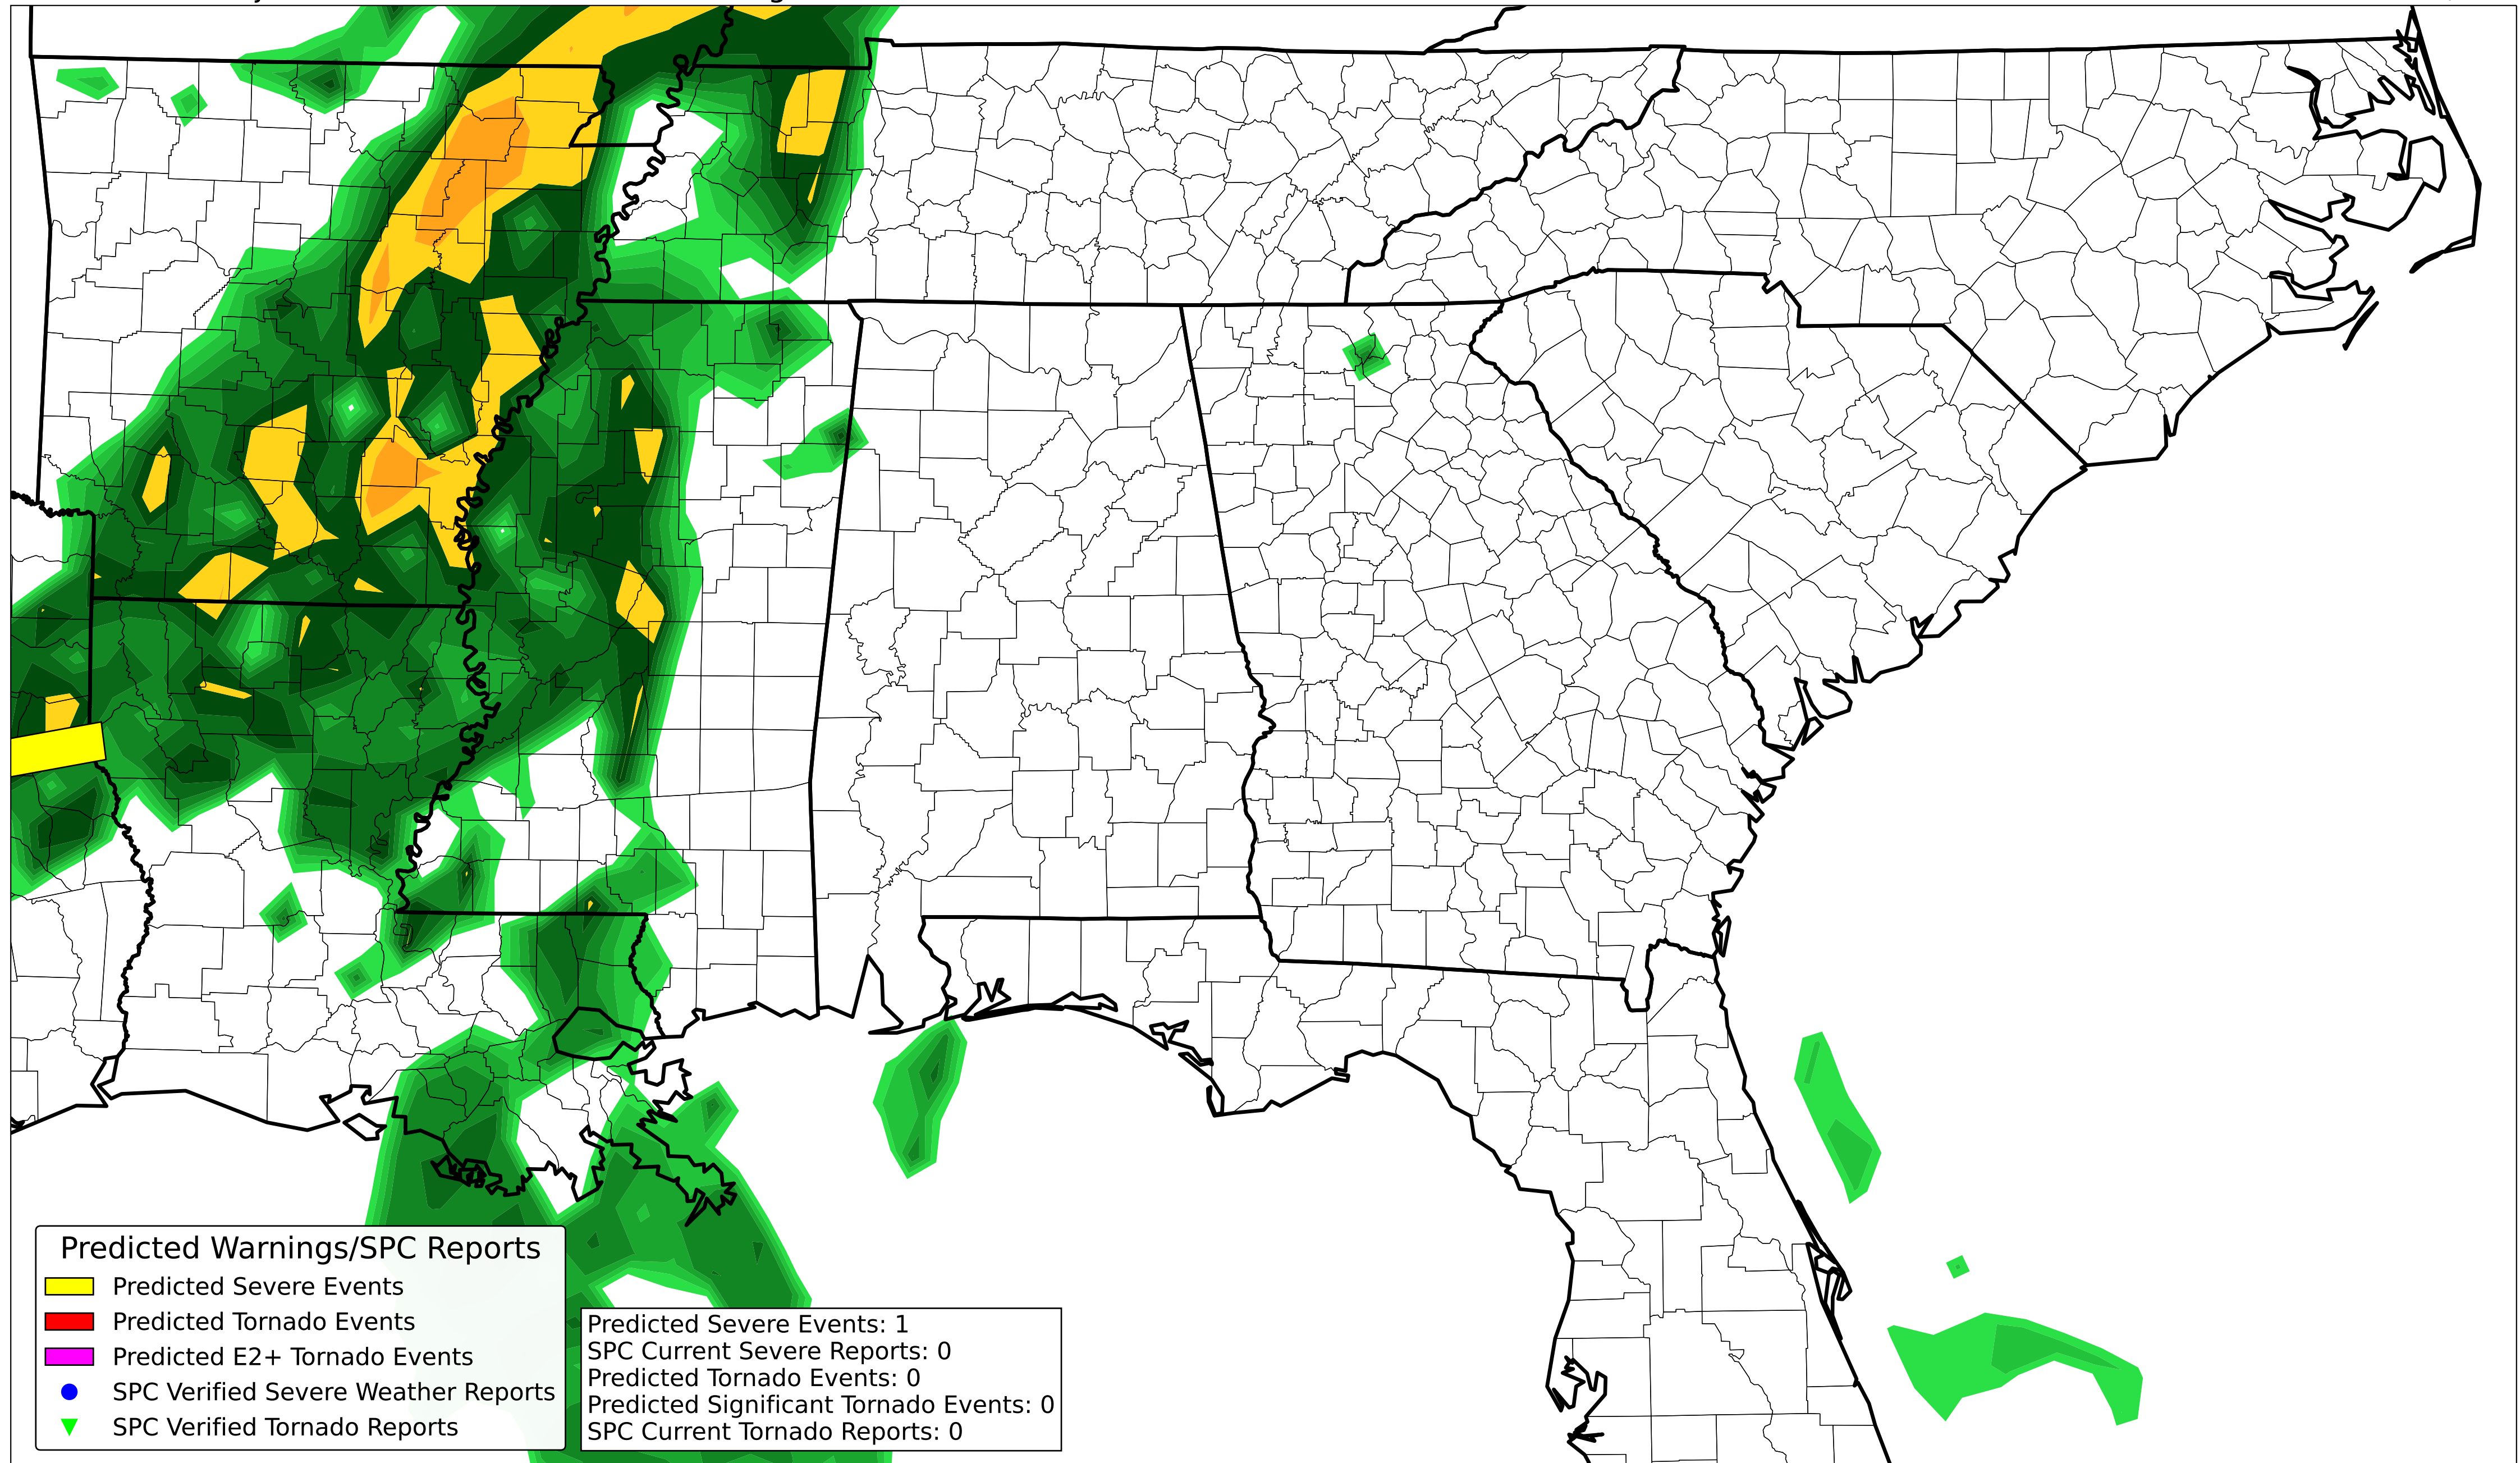 Predicted Warnings/SPC Reports
Predicted Severe Events
Predicted Tornado Events
Predicted E2+ Tornado Events
SPC Verified Severe Weather Reports
SPC Verified Tornado Reports
Predicted Severe Events: 1
SPC Current Severe Reports: 0
Predicted Tornado Events: 0
Predicted Significant Tornado Events: 0
SPC Current Tornado Reports: 0